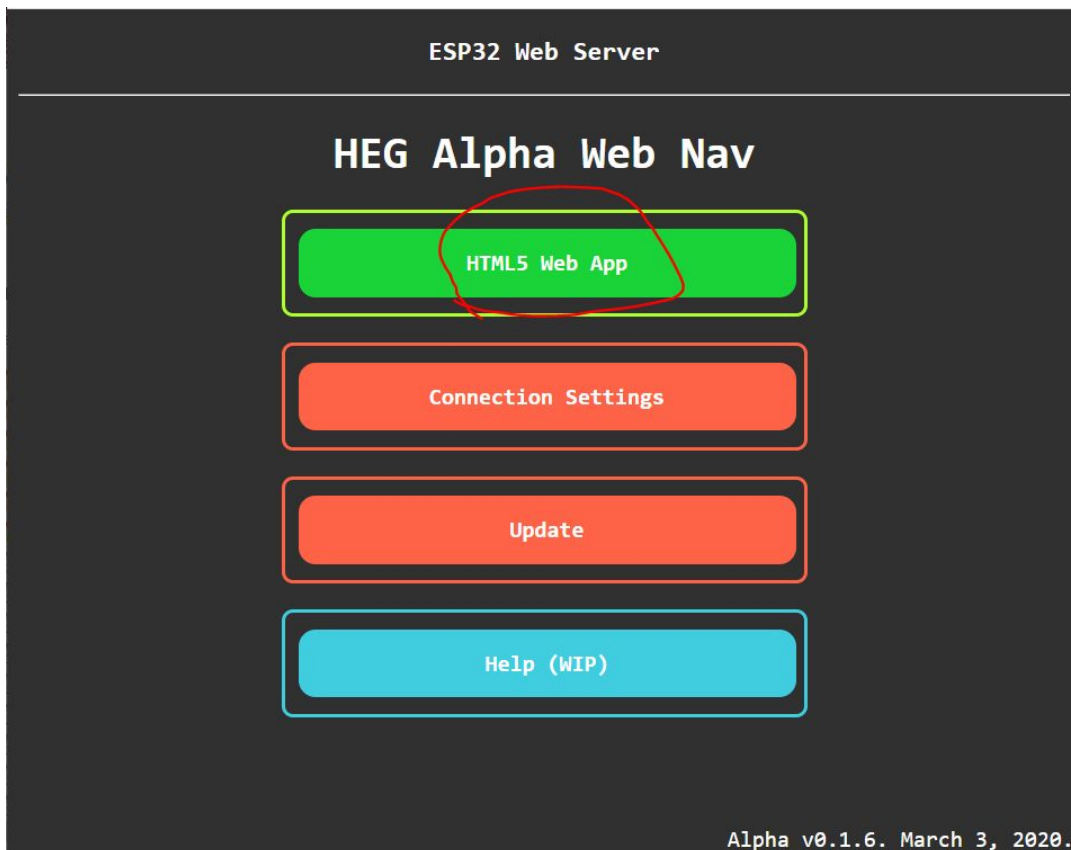 ESP32 Web Server
HEG Alpha Web Nav
HTML5 Web App
Connection Settings
Update
Help (WIP)
Alpha v0.1.6. March 3, 2020.